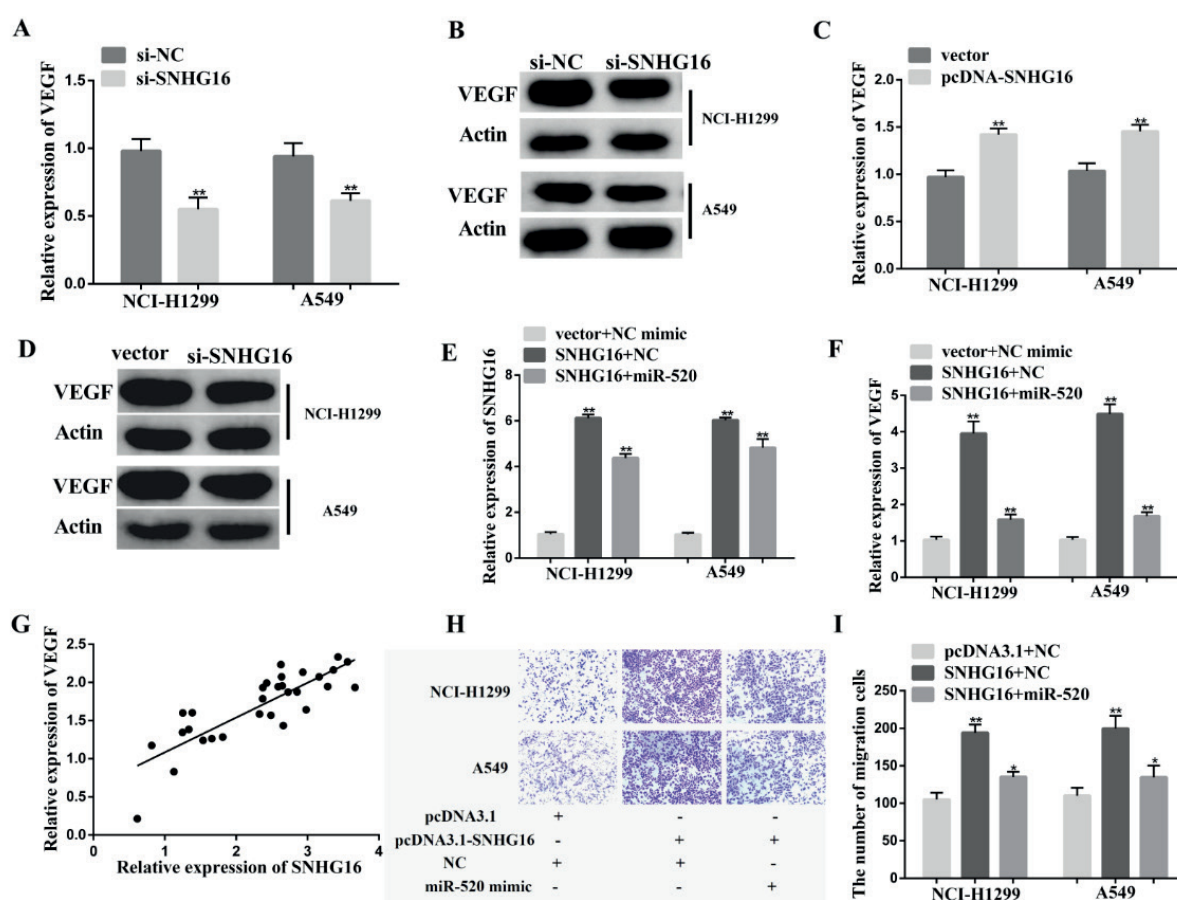 A
si-NC
si-SNHG16
Relative expression of VEGF
1.5
1.0
0.5
0.0
**
**
NCI-H1299
A549
B
si-NC si-SNHG16
VEGF
Actin
NCI-H1299
VEGF
Actin
A549
C
vector
pcDNA-SNHG16
Relative expression of VEGF
2.0
1.5
1.0
0.5
0.0
**
**
NCI-H1299
A549
D
vector si-SNHG16
VEGF
Actin
NCI-H1299
VEGF
Actin
A549
E
vector+NC mimic
SNHG16+NC
SNHG16+miR-520
Relative expression of SNHG16
8
6
4
2
0
**
**
**
**
NCI-H1299
A549
F
vector+NC mimic
SNHG16+NC
SNHG16+miR-520
Relative expression of VEGF
6
5
4
2
1
0
**
**
**
**
NCI-H1299
A549
G
Relative expression of VEGF
2.5
2.0
1.5
1.0
0.5
0.0
0 1 2 3 4
Relative expression of SNHG16
H
NCI-H1299
A549
pcDNA3.1 + - -
pcDNA3.1-SNHG16 - + +
NC + + -
miR-520 mimic - - +
I
pcDNA3.1+NC
SNHG16+NC
SNHG16+miR-520
The number of migration cells
250
200
150
100
50
0
**
*
**
*
NCI-H1299
A549